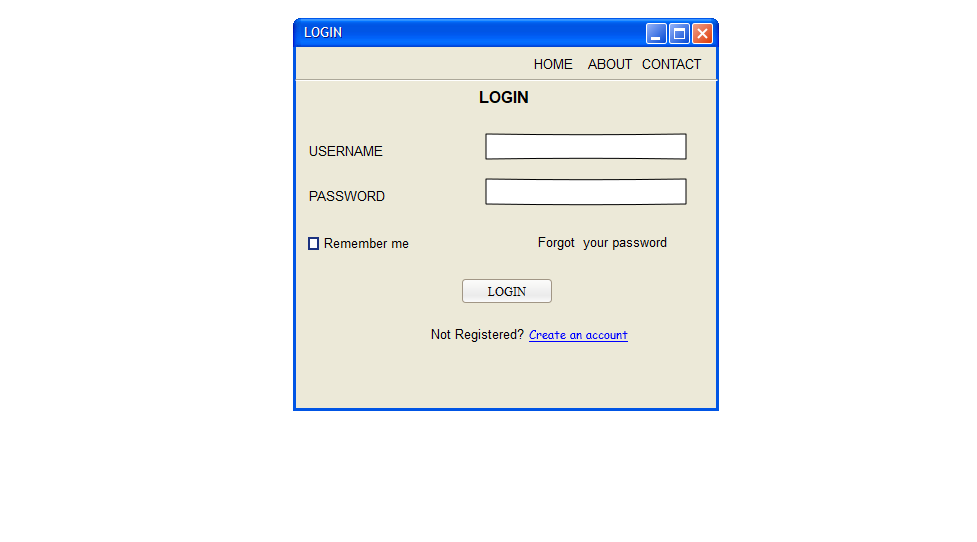 LOGIN
HOME ABOUT CONTACT
LOGIN
USERNAME
PASSWORD
Remember me Forgot your password
LOGIN
Not Registered? Create an account